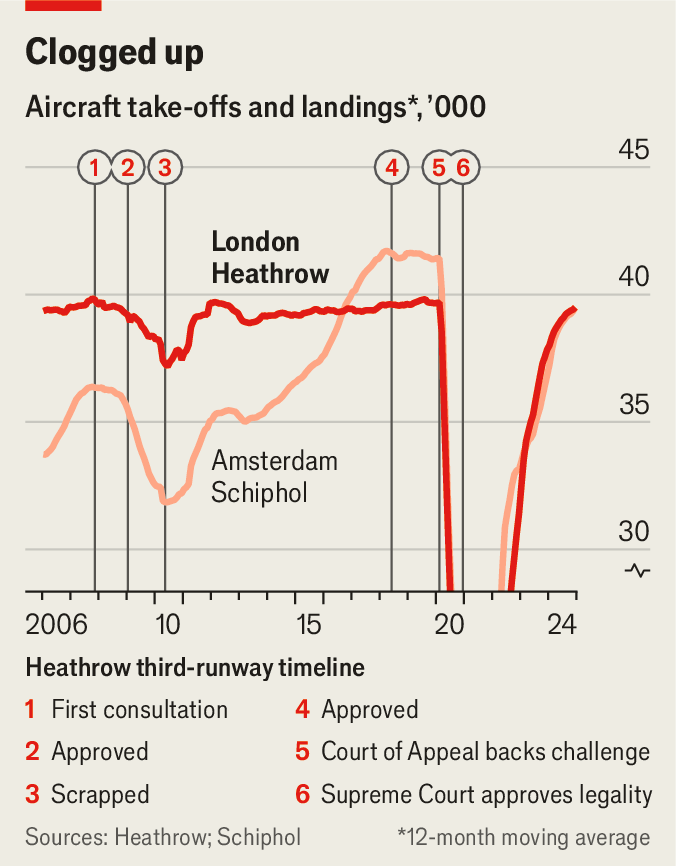 Clogged up
Aircraft take-offs and landings*, ’000
45
1 2 3 4 5 6
London
Heathrow
40
35
Amsterdam
Schiphol
30
2006 10 15 20 24
Heathrow third-runway timeline
1 First consultation
2 Approved
3 Scrapped
4 Approved
5 Court of Appeal backs challenge
6 Supreme Court approves legality
Sources: Heathrow; Schiphol
*12-month moving average